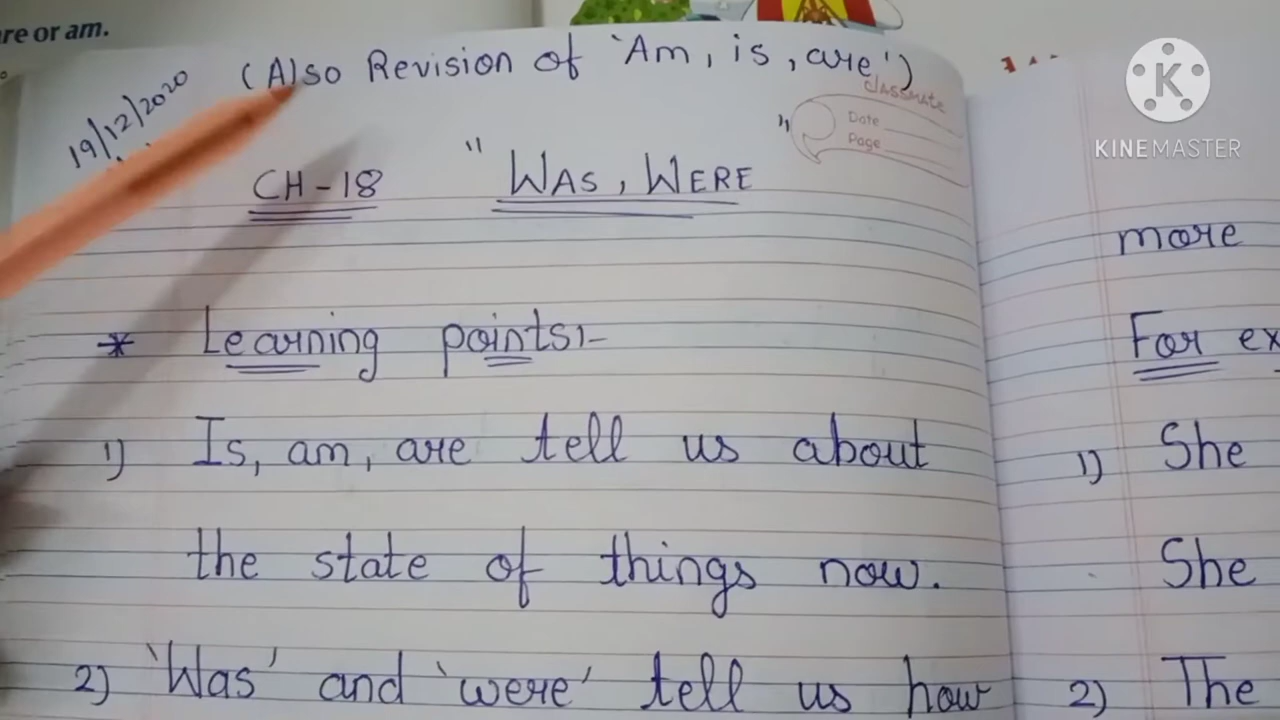 re or am.
(Also Revision of 'Am, is, are')
19/12/2020
classmate
Date
Page
CH-18 " WAS, WERE "
* Learning points:-
1) Is, am, are tell us about
the state of things now.
2) 'Was' and 'were' tell us how
more
For ex
1) She
She
2) The
KINEMASTER